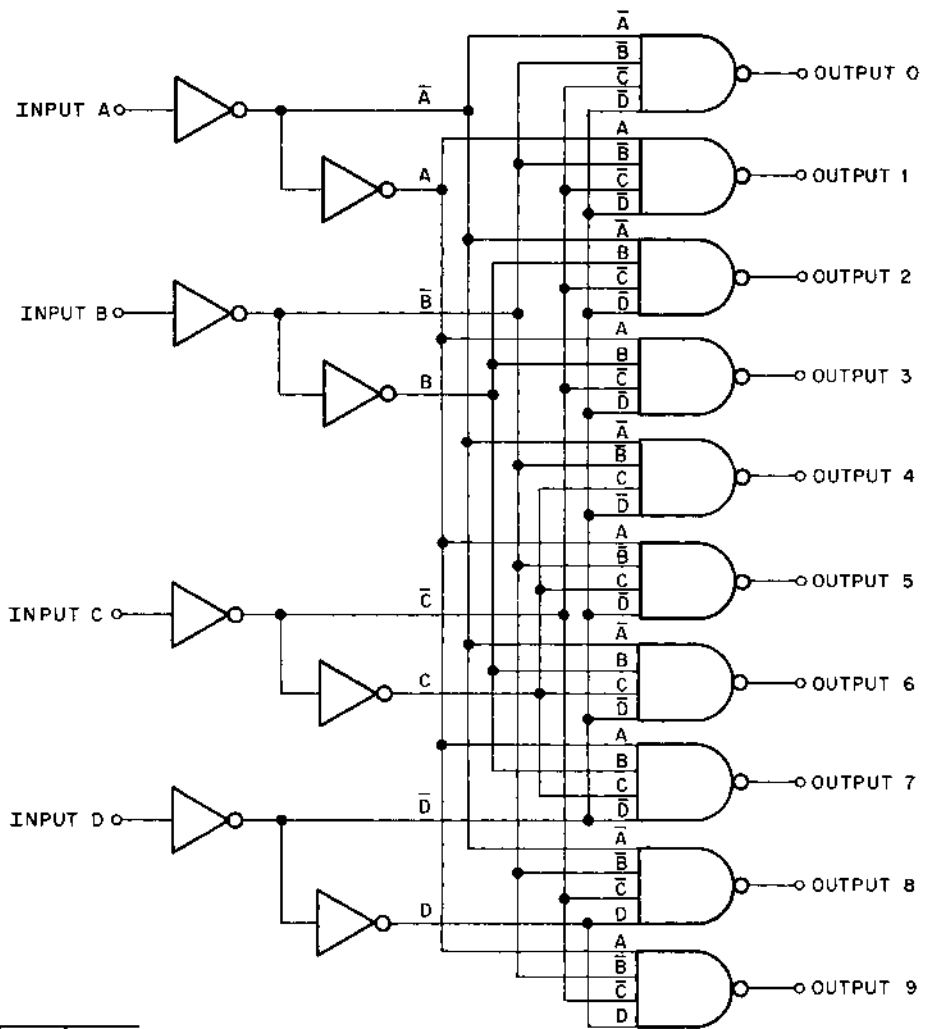 A̅
B̅
C̅
D̅
OUTPUT 0
INPUT A
A̅
A
B̅
C̅
D̅
OUTPUT 1
A
A̅
B
C̅
D̅
OUTPUT 2
INPUT B
B̅
A
B
C̅
D̅
OUTPUT 3
B
A̅
B̅
C
D̅
OUTPUT 4
A
B̅
C
D̅
OUTPUT 5
INPUT C
C̅
A̅
B
C
D̅
OUTPUT 6
C
A
B
C
D̅
OUTPUT 7
INPUT D
D̅
A̅
B̅
C̅
D
OUTPUT 8
D
A
B̅
C̅
D
OUTPUT 9